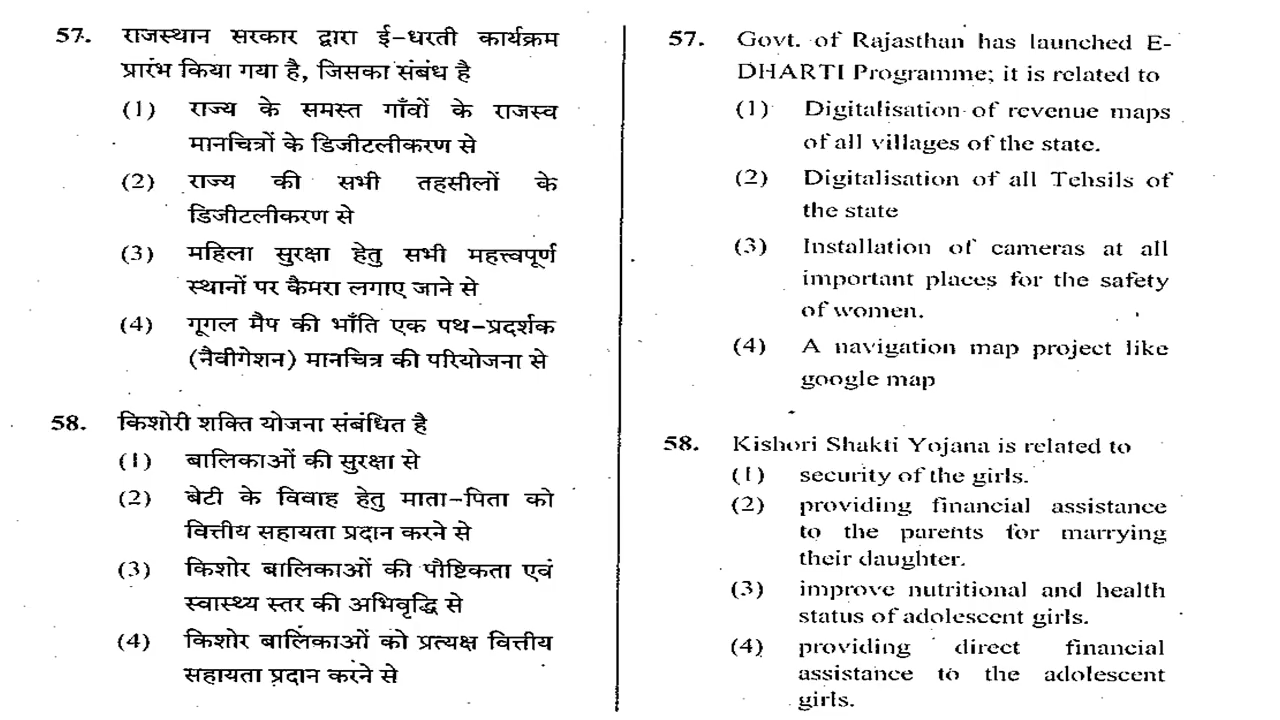 57. राजस्थान सरकार द्वारा ई-धरती कार्यक्रम
प्रारंभ किया गया है, जिसका संबंध है
(1) राज्य के समस्त गाँवों के राजस्व
मानचित्रों के डिजीटलीकरण से
(2) राज्य की सभी तहसीलों के
डिजीटलीकरण से
(3) महिला सुरक्षा हेतु सभी महत्त्वपूर्ण
स्थानों पर कैमरा लगाए जाने से
(4) गूगल मैप की भाँति एक पथ-प्रदर्शक
(नैवीगेशन) मानचित्र की परियोजना से
58. किशोरी शक्ति योजना संबंधित है
(1) बालिकाओं की सुरक्षा से
(2) बेटी के विवाह हेतु माता-पिता को
वित्तीय सहायता प्रदान करने से
(3) किशोर बालिकाओं की पौष्टिकता एवं
स्वास्थ्य स्तर की अभिवृद्धि से
(4) किशोर बालिकाओं को प्रत्यक्ष वित्तीय
सहायता प्रदान करने से
57. Govt. of Rajasthan has launched E-
DHARTI Programme; it is related to
(1) Digitalisation of revenue maps
of all villages of the state.
(2) Digitalisation of all Tehsils of
the state
(3) Installation of cameras at all
important places for the safety
of women.
(4) A navigation map project like
google map
58. Kishori Shakti Yojana is related to
(1) security of the girls.
(2) providing financial assistance
to the parents for marrying
their daughter.
(3) improve nutritional and health
status of adolescent girls.
(4) providing direct financial
assistance to the adolescent
girls.